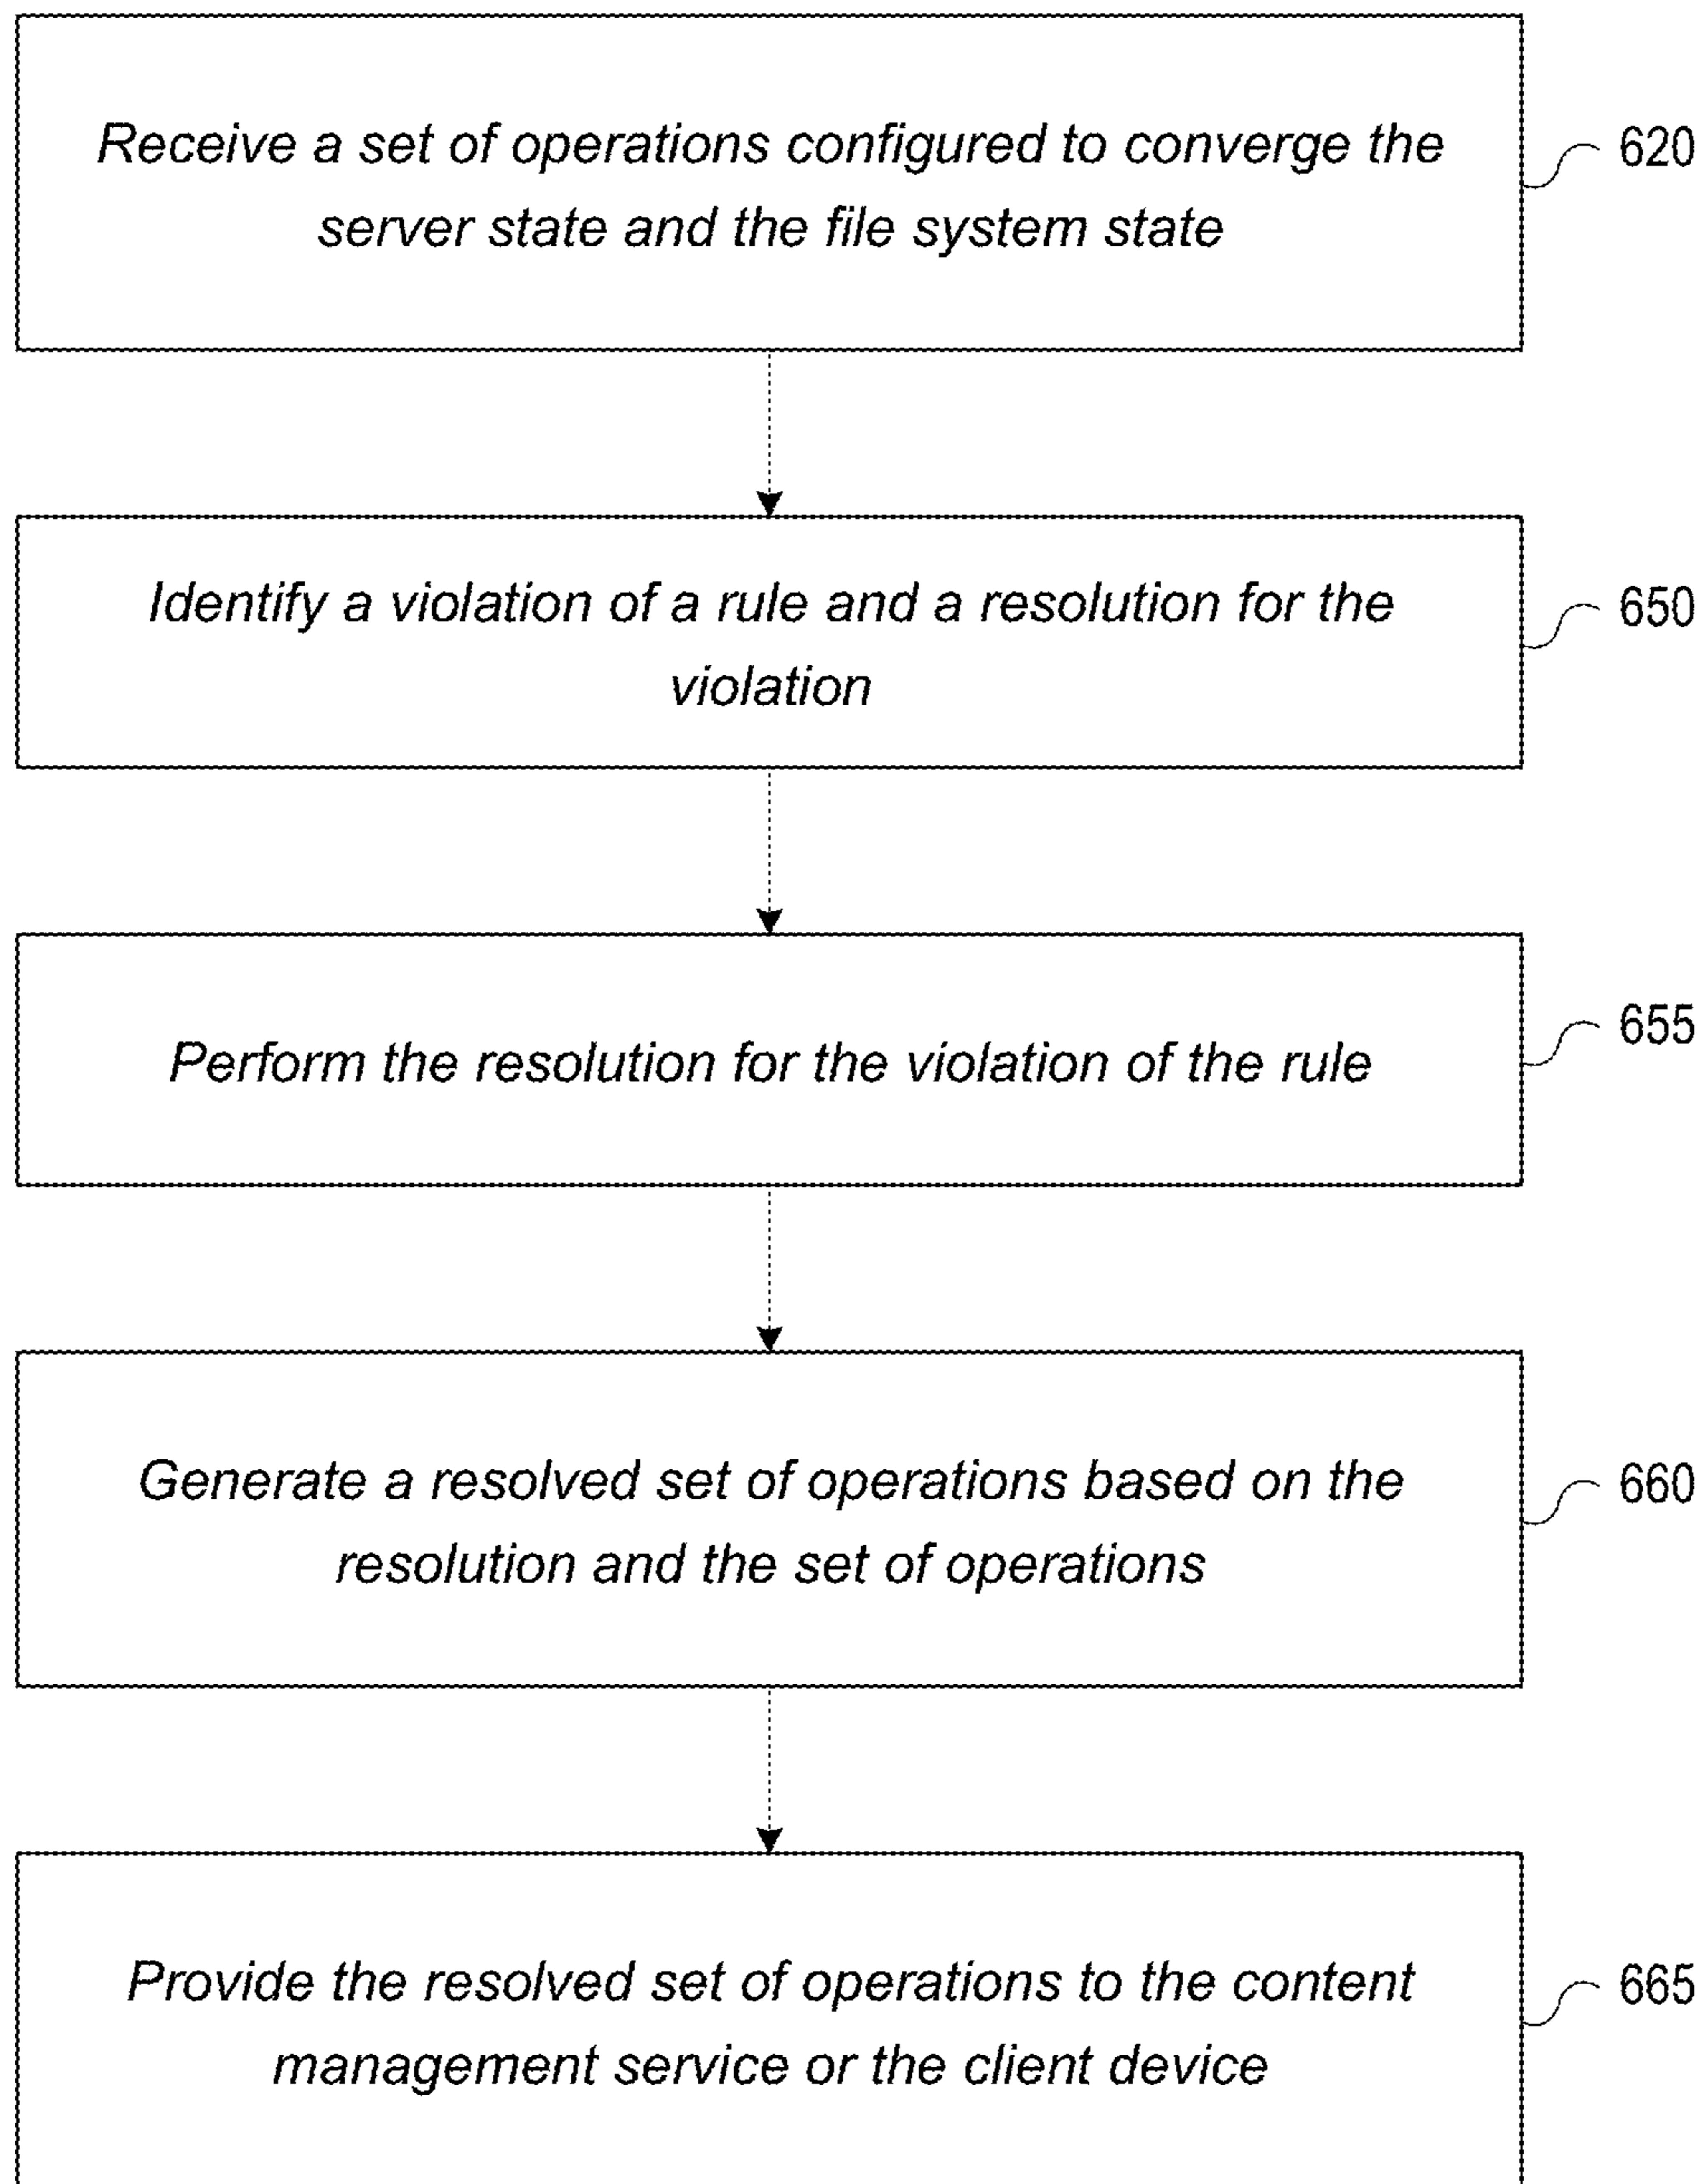 Receive a set of operations configured to converge the
server state and the file system state
620
Identify a violation of a rule and a resolution for the
violation
650
Perform the resolution for the violation of the rule
655
Generate a resolved set of operations based on the
resolution and the set of operations
660
Provide the resolved set of operations to the content
management service or the client device
665